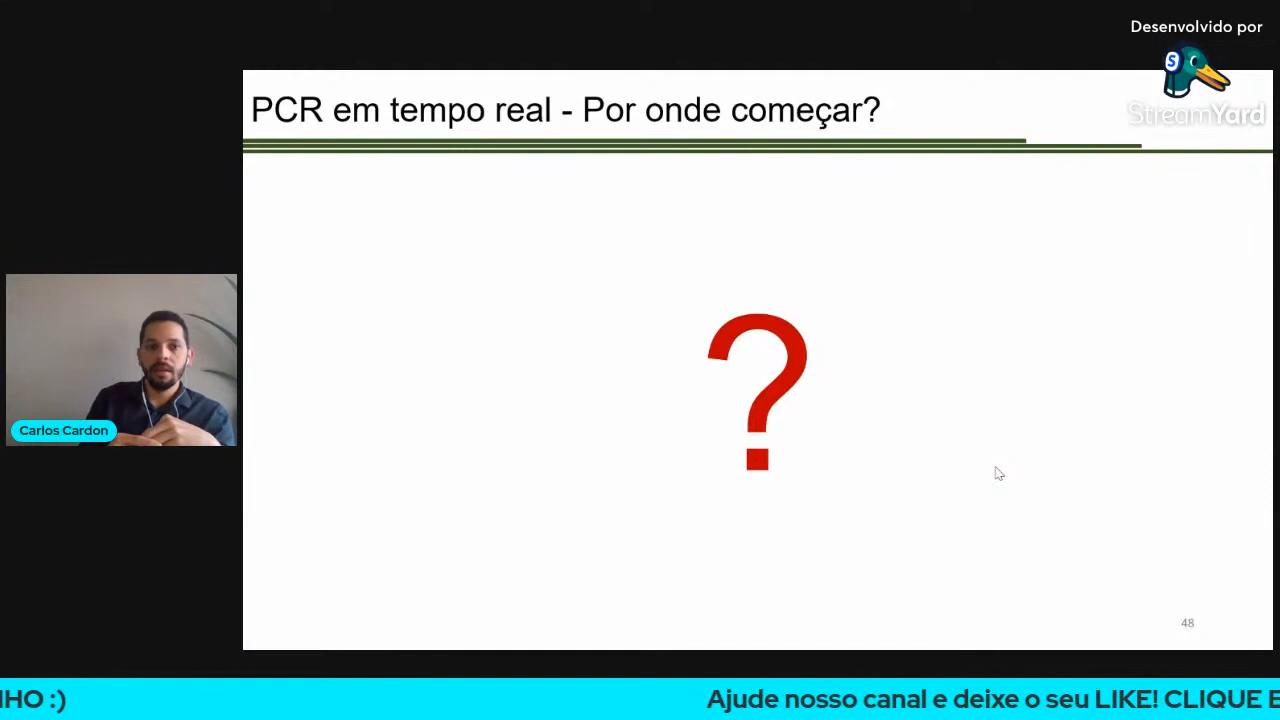 Desenvolvido por
StreamYard
PCR em tempo real - Por onde começar?
?
Carlos Cardon
48
NHO :)
Ajude nosso canal e deixe o seu LIKE! CLIQUE E